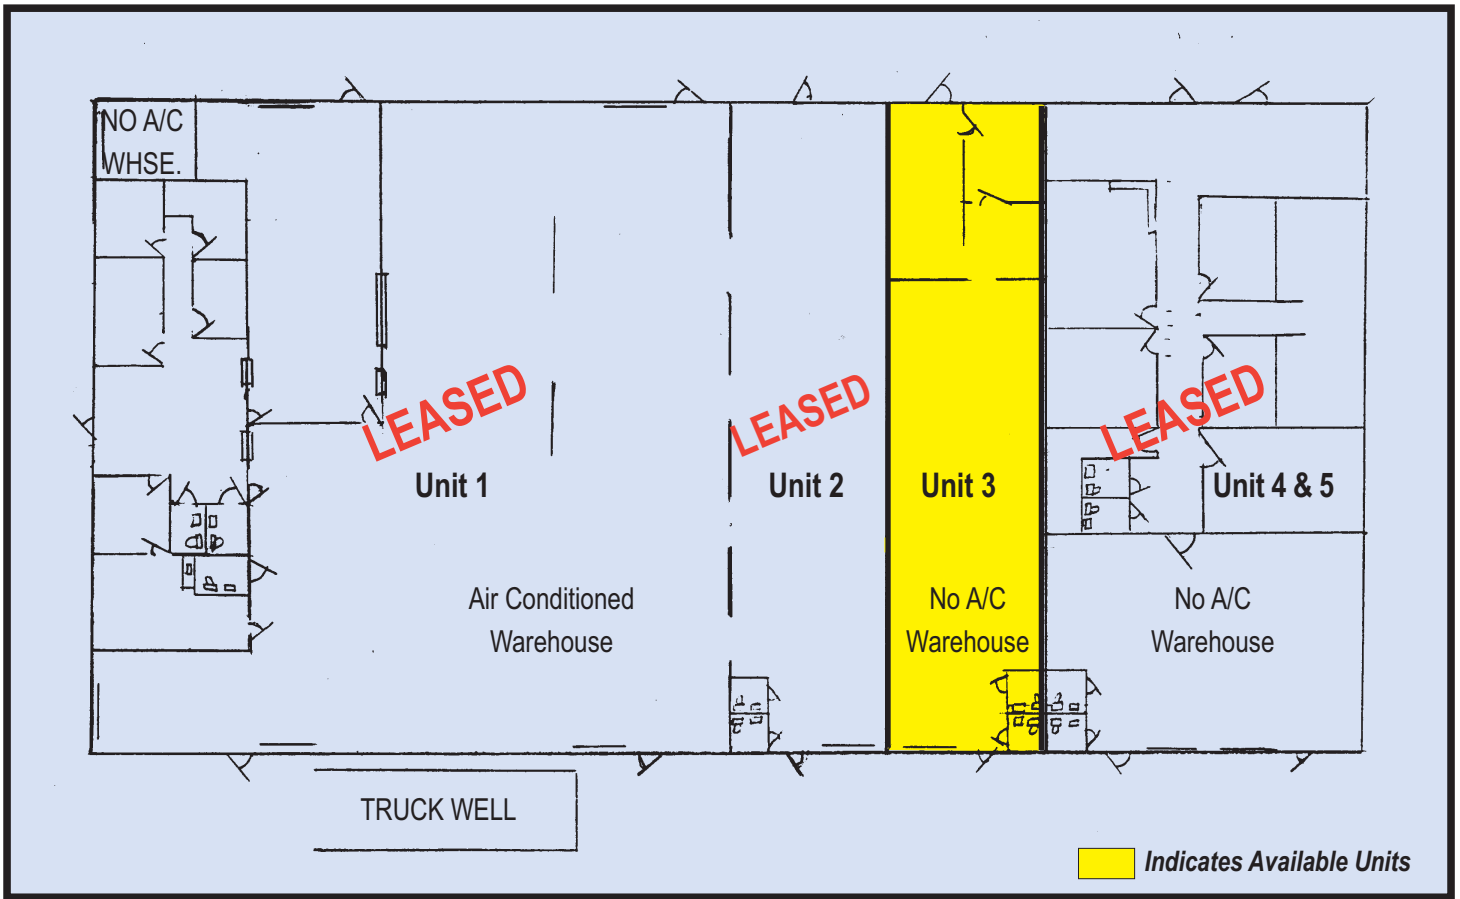 NO A/C
WHSE.
LEASED
LEASED
LEASED
Unit 1
Unit 2
Unit 3
Unit 4 & 5
Air Conditioned
Warehouse
No A/C
Warehouse
No A/C
Warehouse
TRUCK WELL
Indicates Available Units